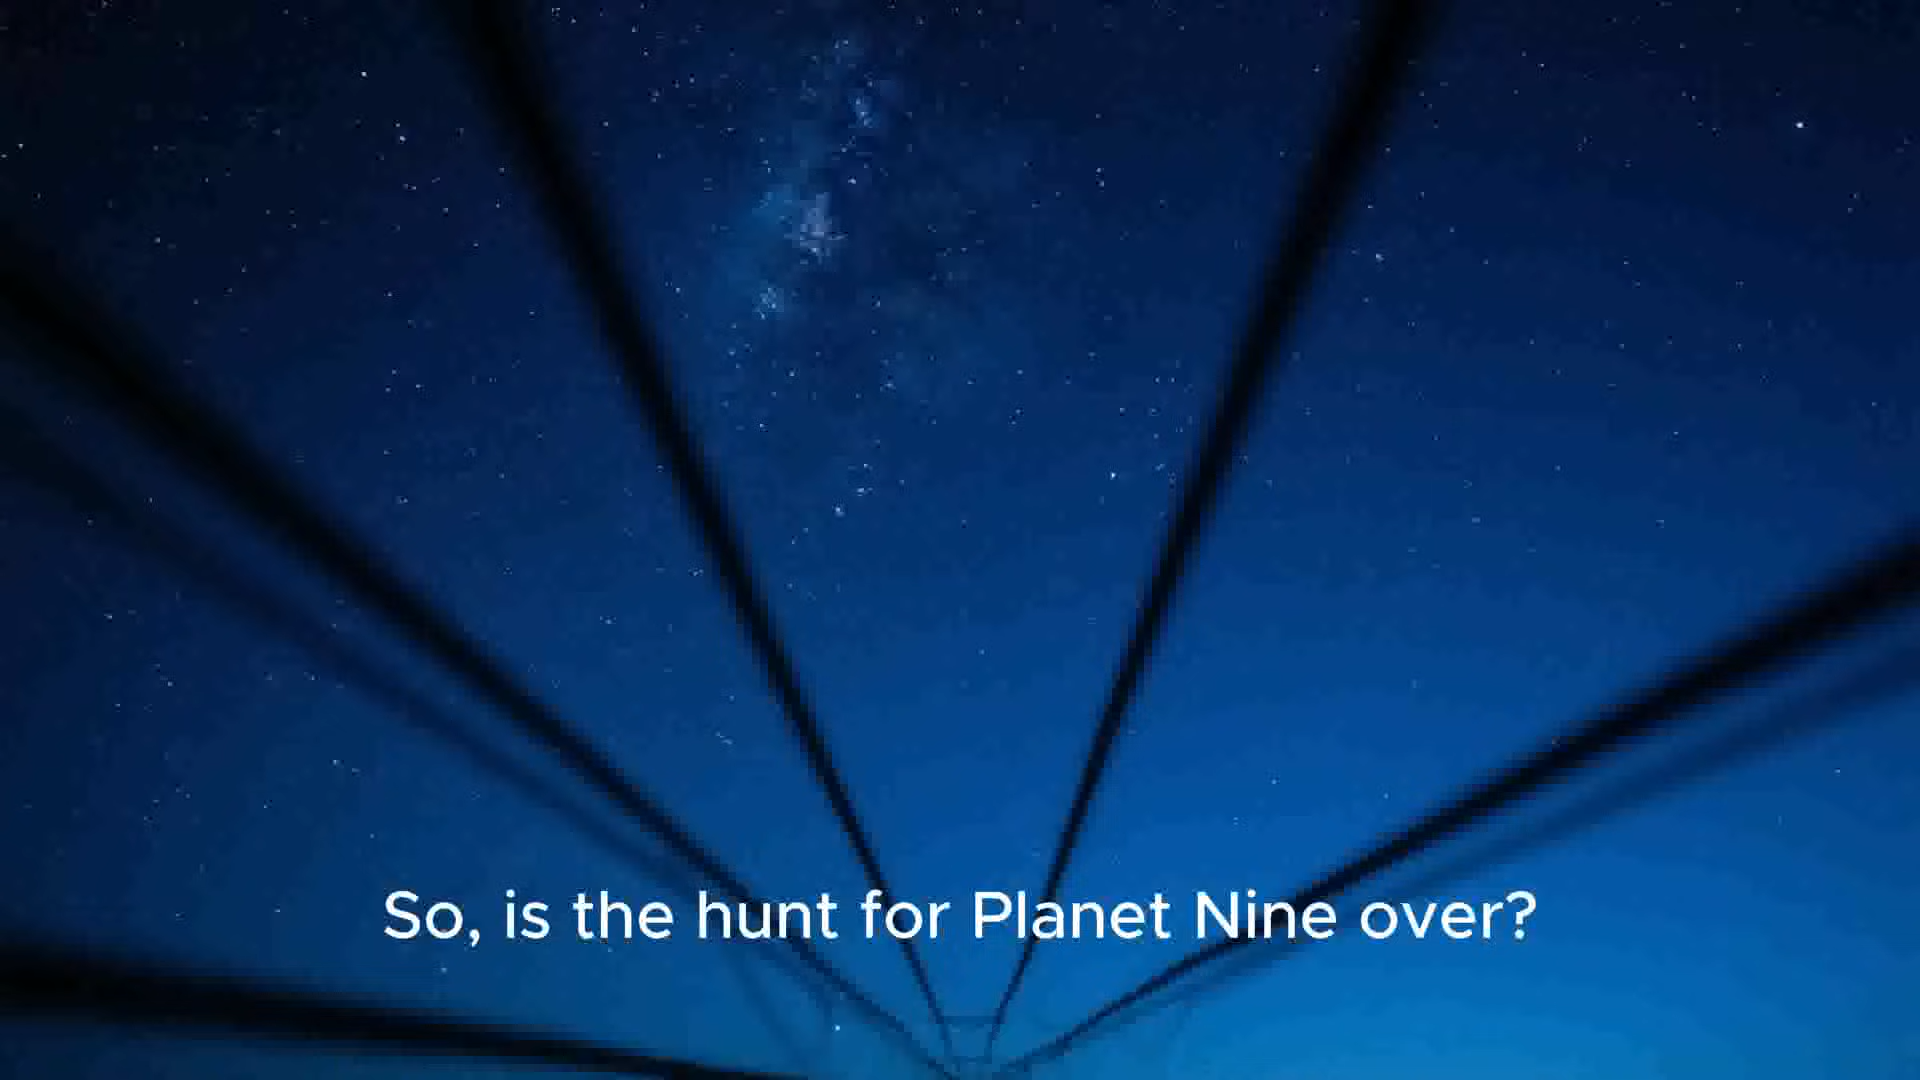 So, is the hunt for Planet Nine over?